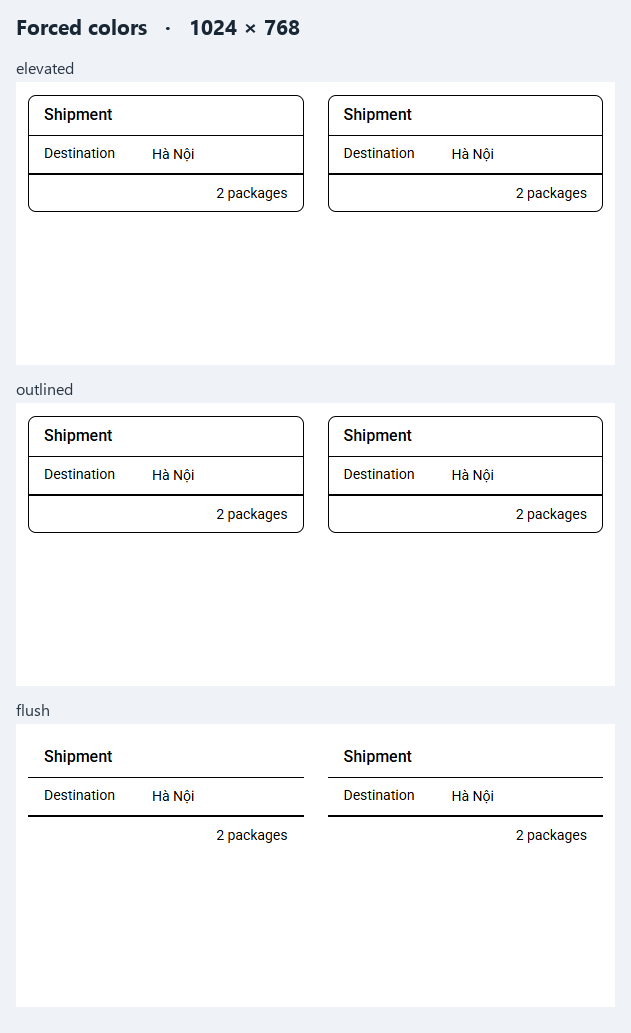 Forced colors · 1024 × 768
elevated
Shipment Shipment
Destination Hà Nội Destination Hà Nội
2 packages 2 packages
outlined
Shipment Shipment
Destination Hà Nội Destination Hà Nội
2 packages 2 packages
flush
Shipment Shipment
Destination Hà Nội Destination Hà Nội
2 packages 2 packages